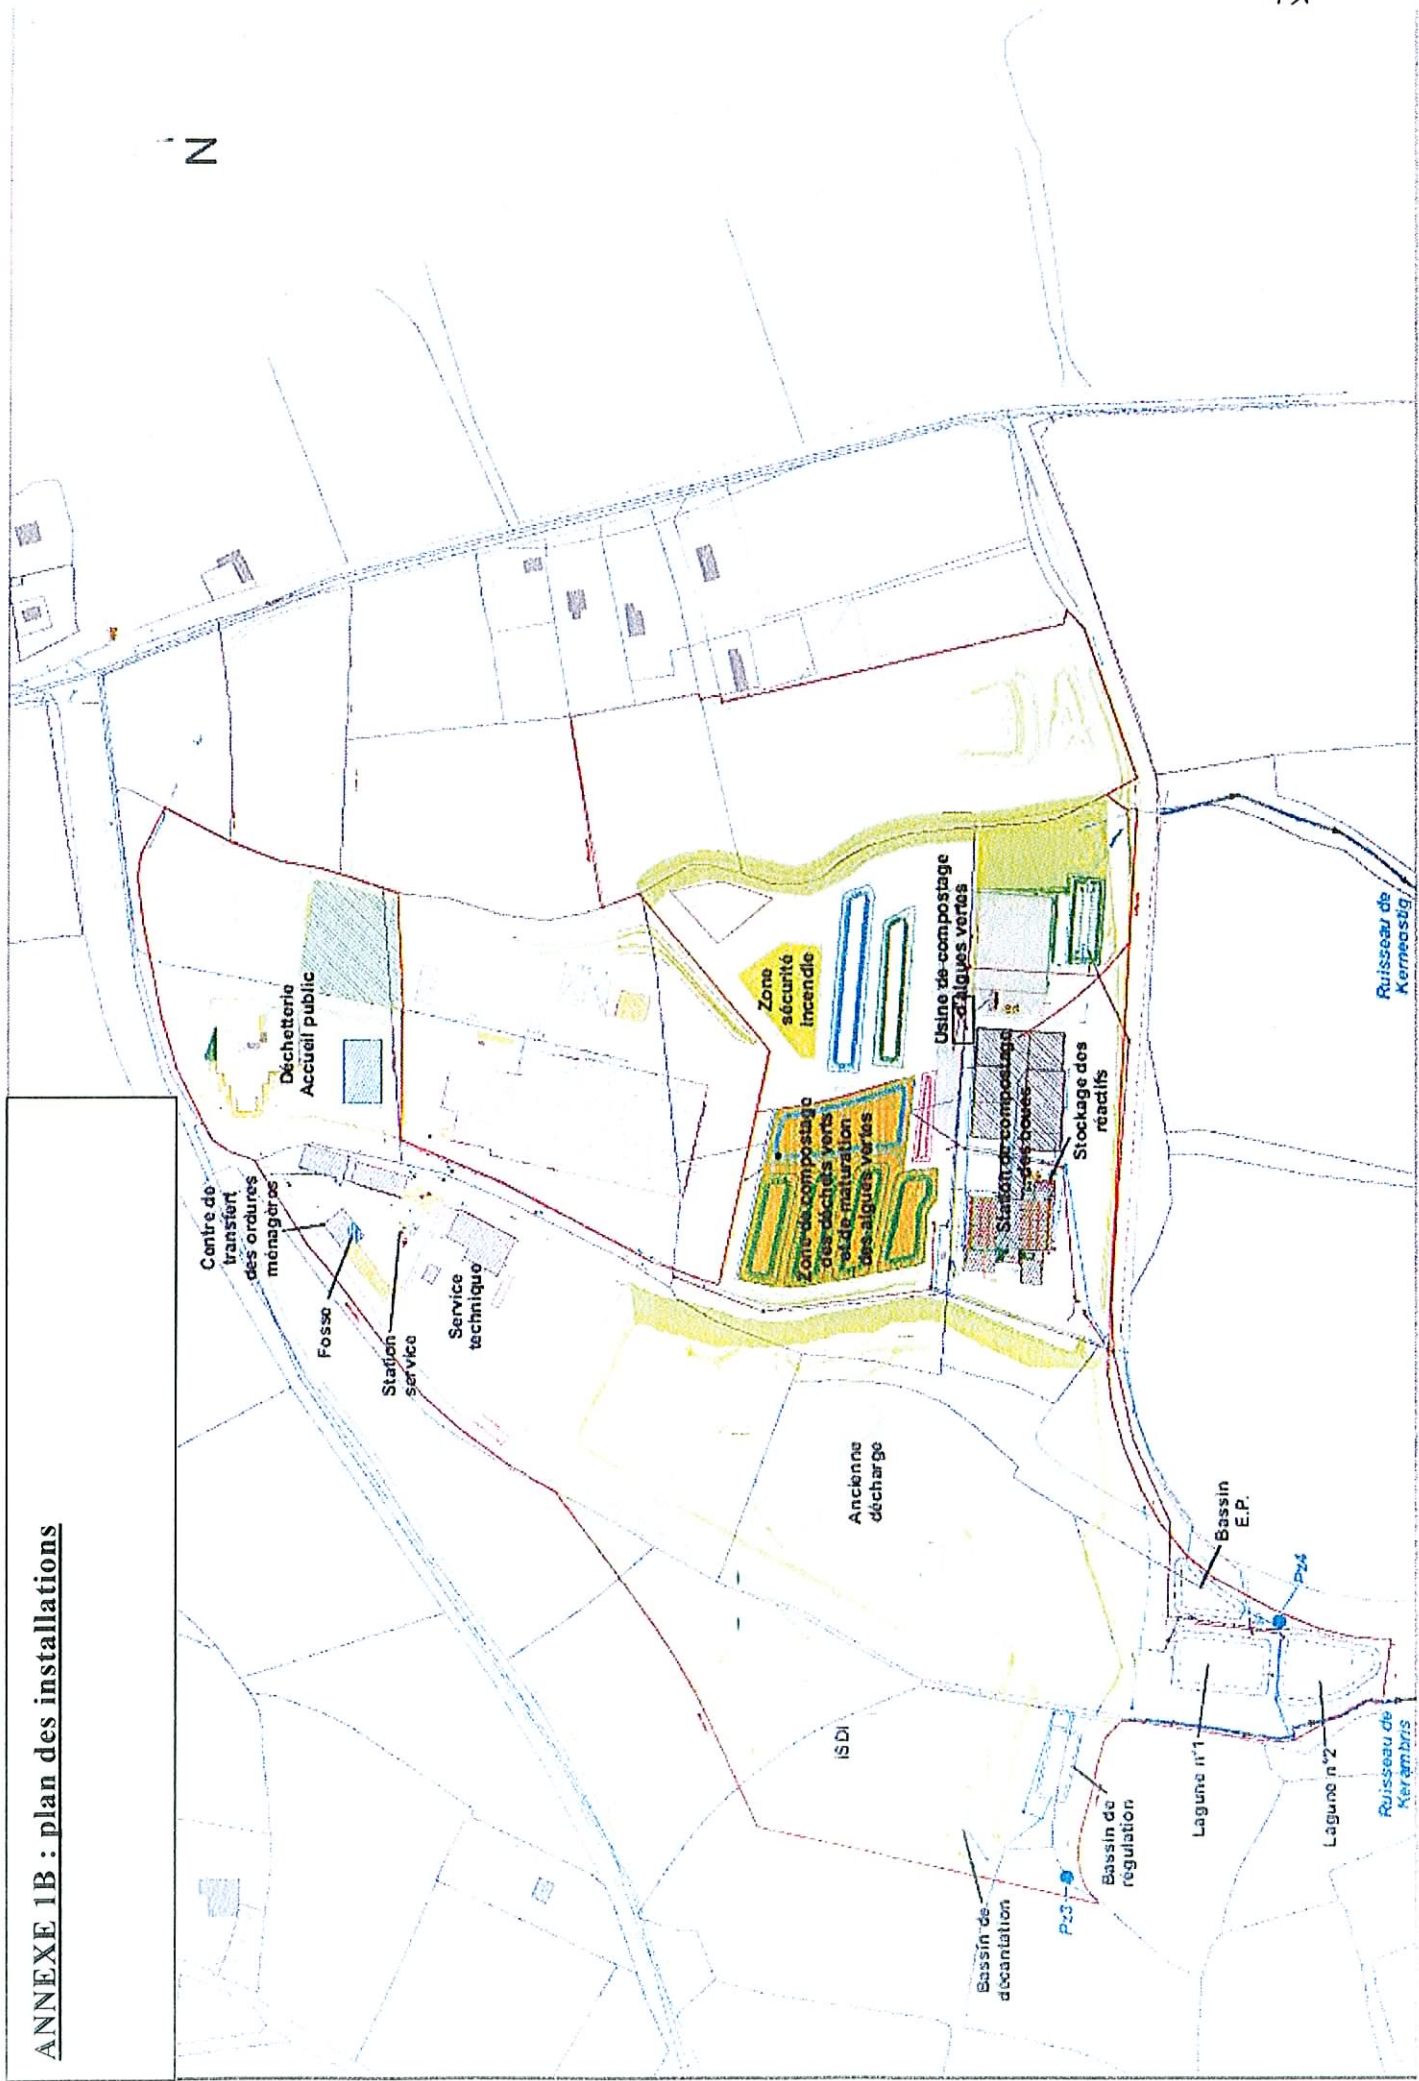 ANNEXE 1B : plan des installations
N
Centre de
transfert
des ordures
ménagères
Fosse
Station
service
Service
technique
Déchetterie
Accueil public
Zone
sécurité
incendie
Zone de compostage
des déchets verts
et de maturation
des algues vertes
Usine de compostage
d'algues vertes
Station de compostage
des boues
Stockage des
réactifs
Ancienne
décharge
ISDI
Bassin de
décantation
Pz3
Bassin de
régulation
Bassin
E.P.
Pz4
Lagune n°1
Lagune n°2
Ruisseau de
Kerambris
Ruisseau de